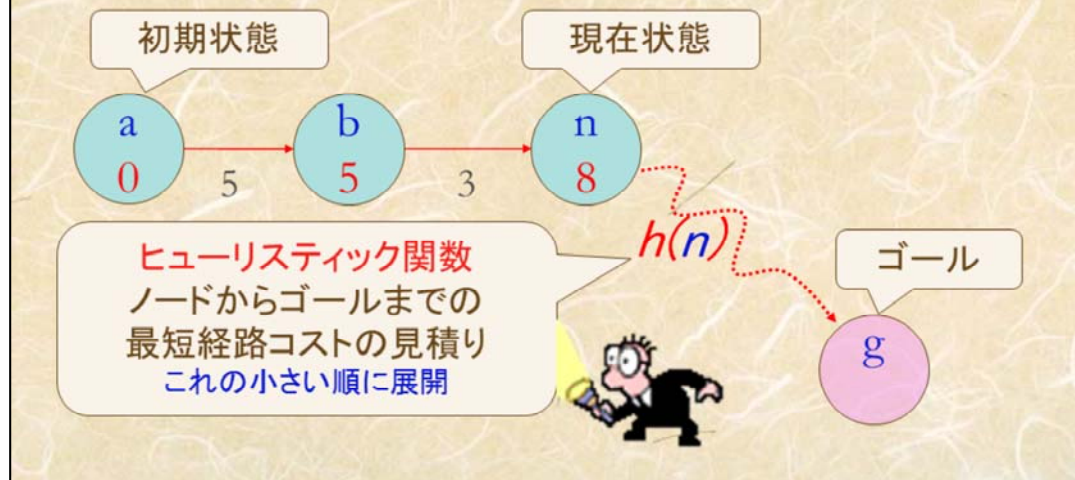 初期状態
現在状態
a
0
5
b
5
3
n
8
h(n)
ヒューリスティック関数
ノードからゴールまでの
最短経路コストの見積り
これの小さい順に展開
ゴール
g